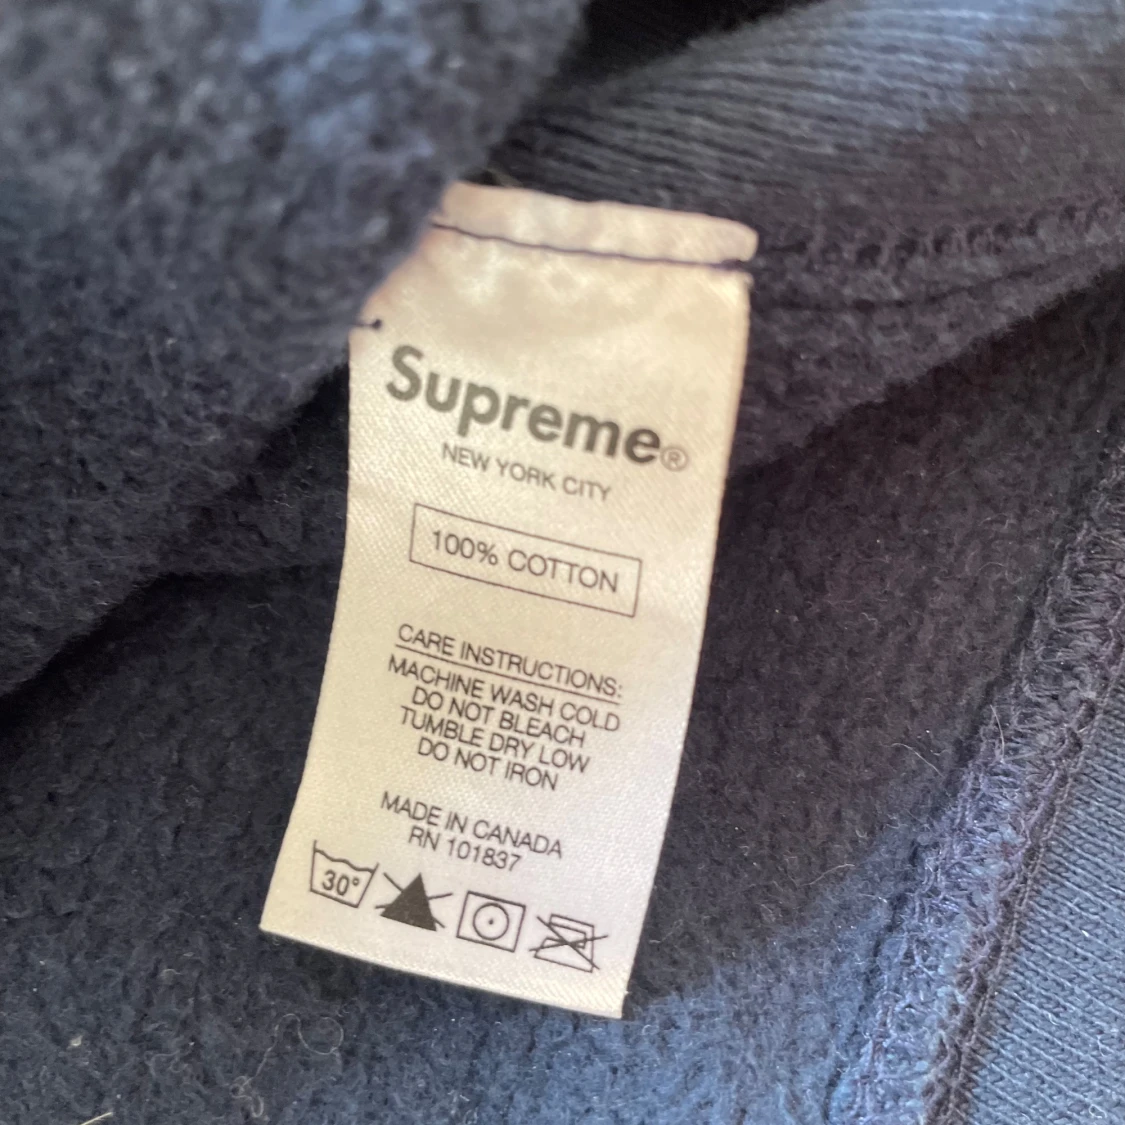 Supreme®
NEW YORK CITY
100% COTTON
CARE INSTRUCTIONS:
MACHINE WASH COLD
DO NOT BLEACH
TUMBLE DRY LOW
DO NOT IRON
MADE IN CANADA
RN 101837
30°